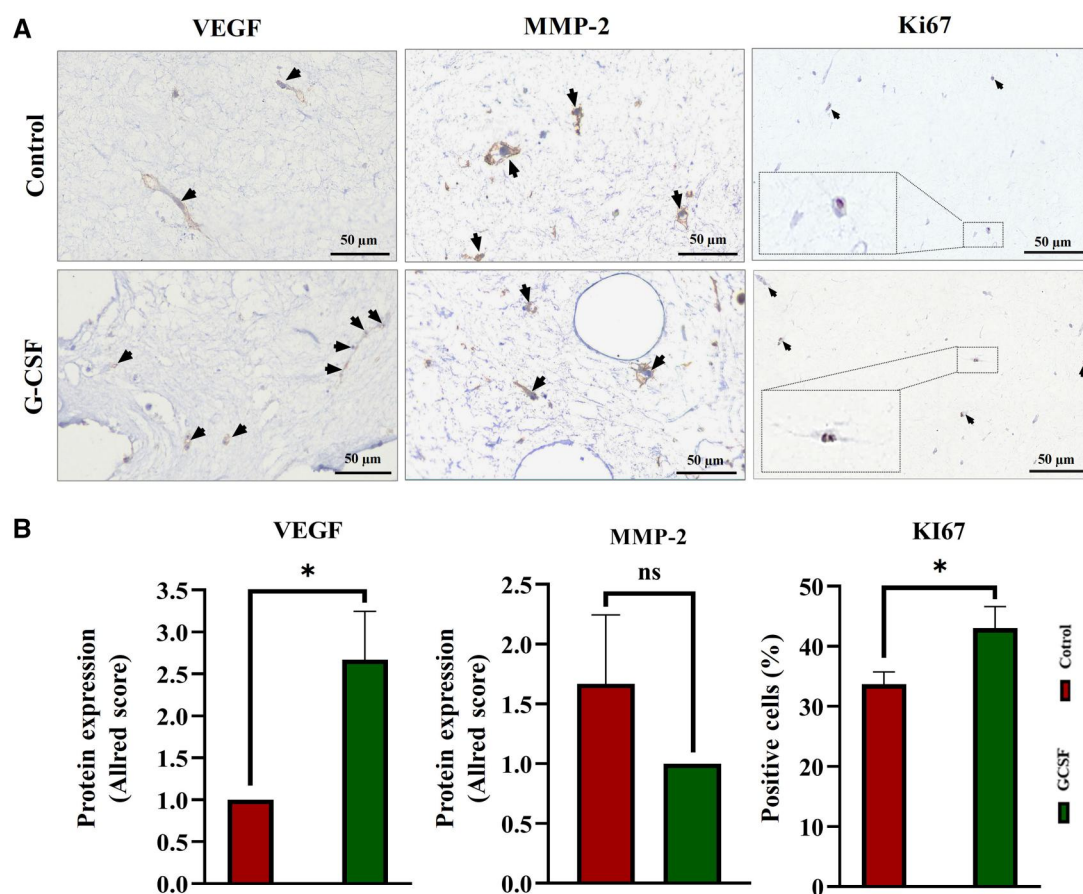 A
VEGF
MMP-2
Ki67
Control
50 µm
50 µm
50 µm
G-CSF
50 µm
50 µm
50 µm
B
VEGF
*
Protein expression
(Allred score)
3.5
3.0
2.5
2.0
1.5
1.0
0.5
0.0
MMP-2
ns
Protein expression
(Allred score)
2.5
2.0
1.5
1.0
0.5
0.0
KI67
*
Positive cells (%)
50
40
30
20
10
0
Cotrol
GCSF